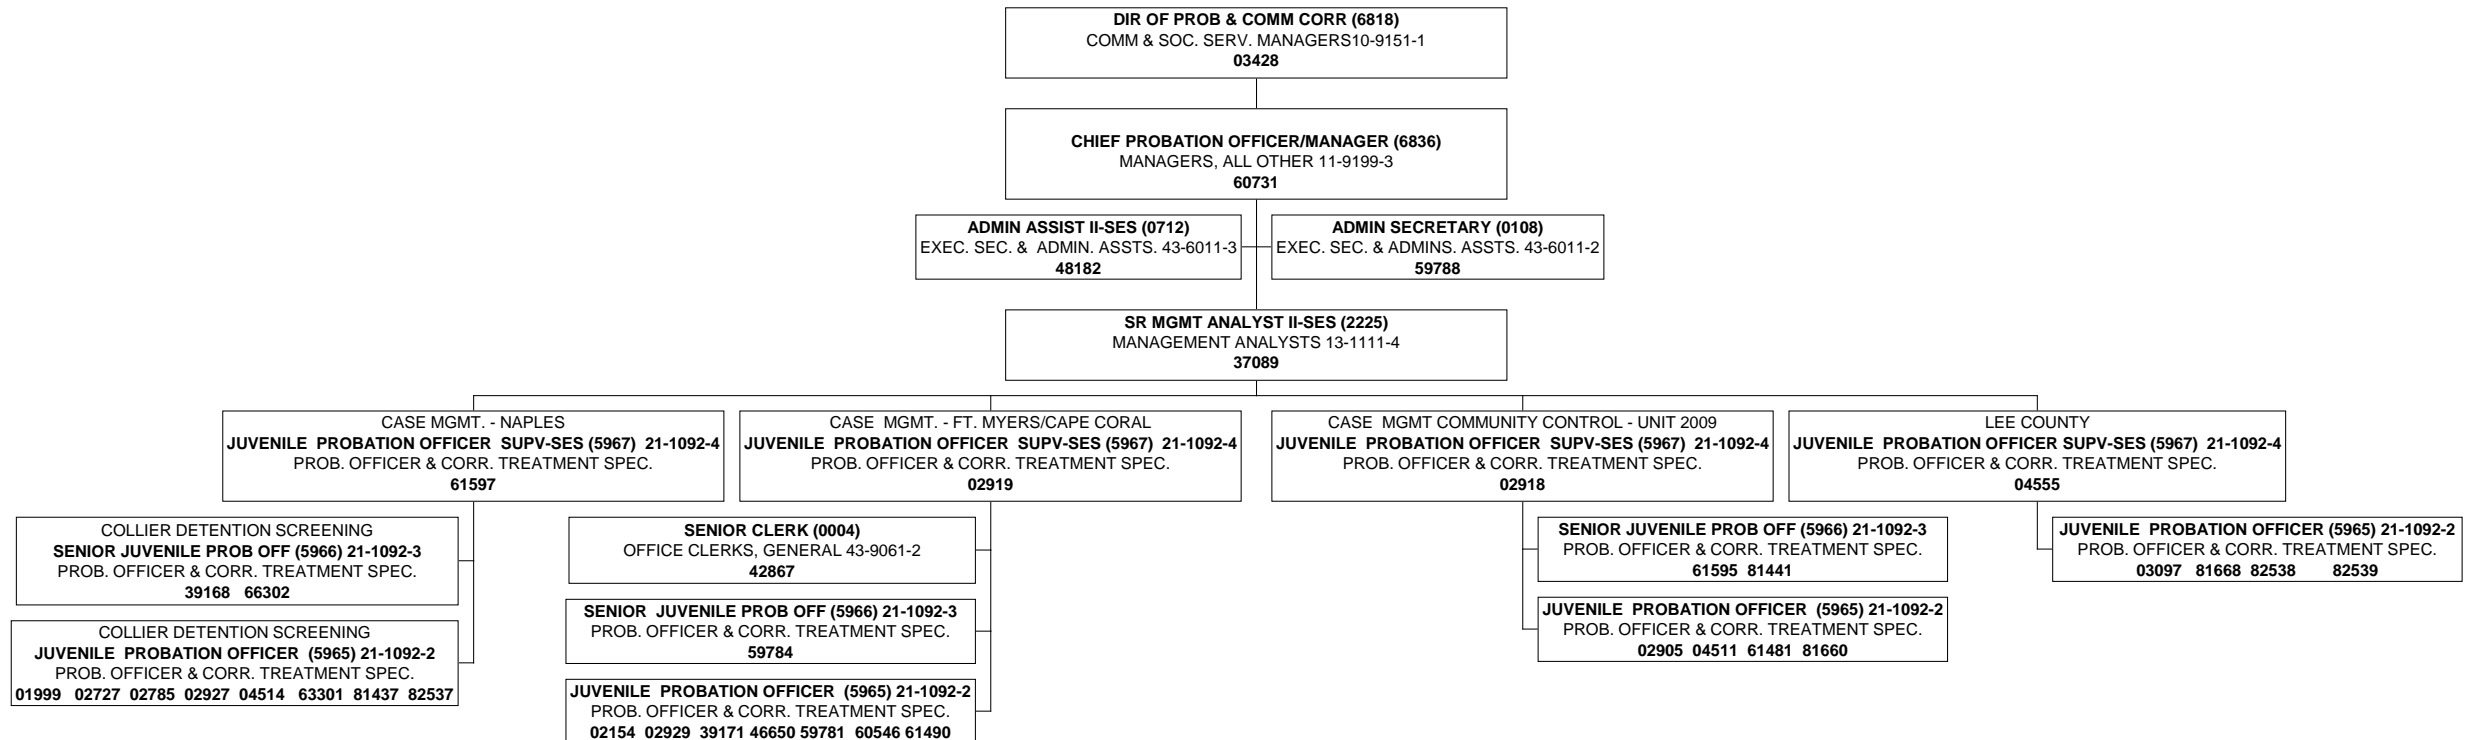 DIR OF PROB & COMM CORR (6818)
COMM & SOC. SERV. MANAGERS10-9151-1
03428
CHIEF PROBATION OFFICER/MANAGER (6836)
MANAGERS, ALL OTHER 11-9199-3
60731
ADMIN ASSIST II-SES (0712)
EXEC. SEC. & ADMIN. ASSTS. 43-6011-3
48182
ADMIN SECRETARY (0108)
EXEC. SEC. & ADMINS. ASSTS. 43-6011-2
59788
SR MGMT ANALYST II-SES (2225)
MANAGEMENT ANALYSTS 13-1111-4
37089
CASE MGMT. - NAPLES
JUVENILE PROBATION OFFICER SUPV-SES (5967) 21-1092-4
PROB. OFFICER & CORR. TREATMENT SPEC.
61597
CASE MGMT. - FT. MYERS/CAPE CORAL
JUVENILE PROBATION OFFICER SUPV-SES (5967) 21-1092-4
PROB. OFFICER & CORR. TREATMENT SPEC.
02919
CASE MGMT COMMUNITY CONTROL - UNIT 2009
JUVENILE PROBATION OFFICER SUPV-SES (5967) 21-1092-4
PROB. OFFICER & CORR. TREATMENT SPEC.
02918
LEE COUNTY
JUVENILE PROBATION OFFICER SUPV-SES (5967) 21-1092-4
PROB. OFFICER & CORR. TREATMENT SPEC.
04555
COLLIER DETENTION SCREENING
SENIOR JUVENILE PROB OFF (5966) 21-1092-3
PROB. OFFICER & CORR. TREATMENT SPEC.
39168 66302
COLLIER DETENTION SCREENING
JUVENILE PROBATION OFFICER (5965) 21-1092-2
PROB. OFFICER & CORR. TREATMENT SPEC.
01999 02727 02785 02927 04514 63301 81437 82537
SENIOR CLERK (0004)
OFFICE CLERKS, GENERAL 43-9061-2
42867
SENIOR JUVENILE PROB OFF (5966) 21-1092-3
PROB. OFFICER & CORR. TREATMENT SPEC.
59784
JUVENILE PROBATION OFFICER (5965) 21-1092-2
PROB. OFFICER & CORR. TREATMENT SPEC.
02154 02929 39171 46650 59781 60546 61490
SENIOR JUVENILE PROB OFF (5966) 21-1092-3
PROB. OFFICER & CORR. TREATMENT SPEC.
61595 81441
JUVENILE PROBATION OFFICER (5965) 21-1092-2
PROB. OFFICER & CORR. TREATMENT SPEC.
02905 04511 61481 81660
JUVENILE PROBATION OFFICER (5965) 21-1092-2
PROB. OFFICER & CORR. TREATMENT SPEC.
03097 81668 82538 82539